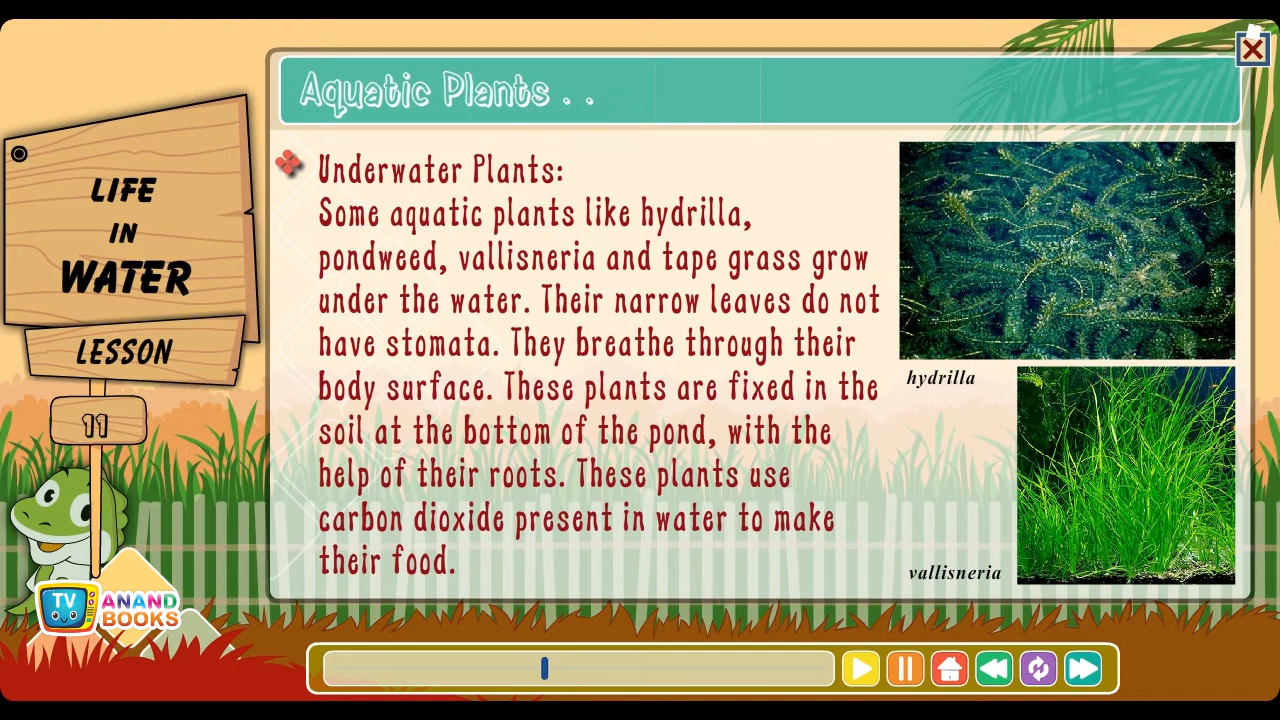 Aquatic Plants . .
LIFE
IN
WATER
LESSON
11
Underwater Plants:
Some aquatic plants like hydrilla,
pondweed, vallisneria and tape grass grow
under the water. Their narrow leaves do not
have stomata. They breathe through their
body surface. These plants are fixed in the
soil at the bottom of the pond, with the
help of their roots. These plants use
carbon dioxide present in water to make
their food.
hydrilla
vallisneria
TV
ANAND
BOOKS